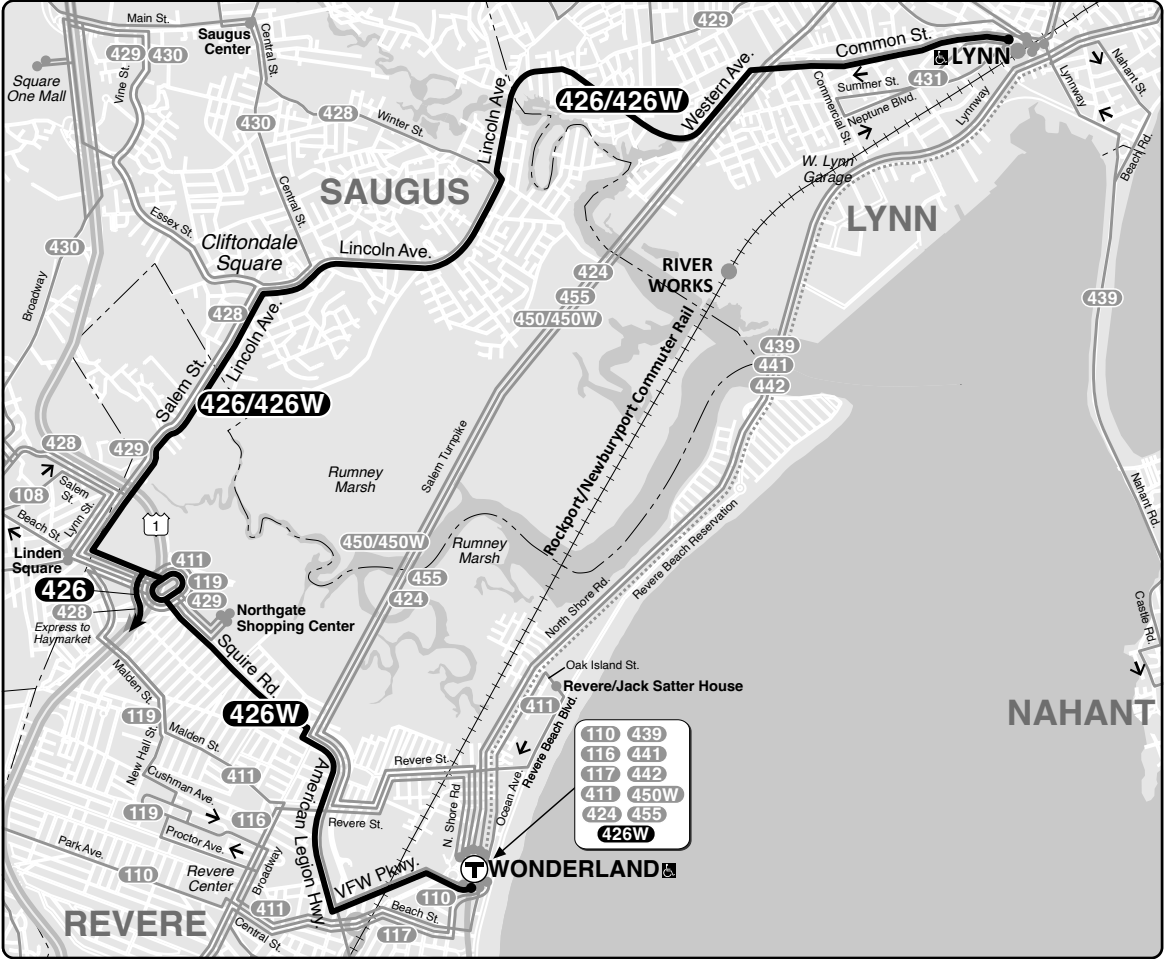 Main St.
429
Saugus
Center
429
430
Central St.
Common St.
LYNN
Nahant St.
Square
One Mall
Vine St.
Lincoln Ave.
426/426W
Western Ave.
Summer St.
431
Commercial St.
Neptune Blvd.
Lynnway
Lynnway
428
430
Winter St.
Beach Rd.
W. Lynn
Garage
SAUGUS
Central St.
LYNN
Essex St.
430
Cliftondale
Square
Lincoln Ave.
RIVER
WORKS
424
455
450/450W
439
Broadway
428
Lincoln Ave.
439
441
442
Salem St.
426/426W
Rockport/Newburyport Commuter Rail
428
429
Salem Turnpike
Rumney
Marsh
Salem
St.
108
Lynn St.
Beach St.
1
Nahant Rd.
Revere Beach Reservation
450/450W
Rumney
Marsh
Linden
Square
411
119
429
455
424
426
428
Express to
Haymarket
Northgate
Shopping Center
North Shore Rd.
Castle Rd.
Squire Rd.
Oak Island St.
Revere/Jack Satter House
Malden St.
426W
411
NAHANT
119
Malden St.
Revere Beach Blvd.
110 439
116 441
117 442
411 450W
424 455
426W
New Hall St.
411
Revere St.
Cushman Ave.
American Legion Hwy.
N. Shore Rd
Ocean Ave.
119
116
Revere St.
Proctor Ave.
Park Ave.
Broadway
T WONDERLAND
110
Revere
Center
VFW Pkwy.
110
411
Beach St.
REVERE
Central St.
117